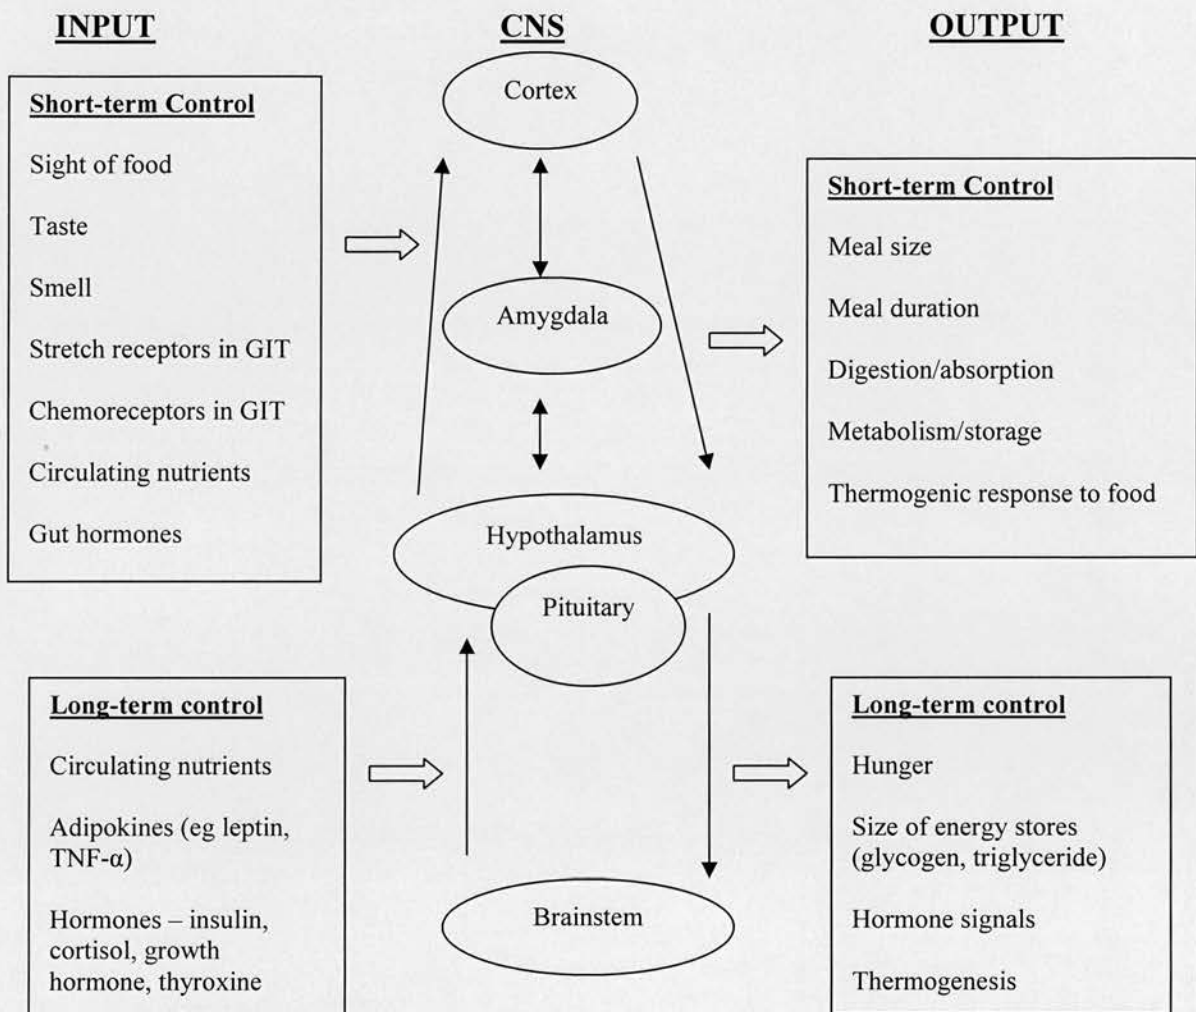 INPUT
CNS
OUTPUT
Short-term Control
Sight of food
Taste
Smell
Stretch receptors in GIT
Chemoreceptors in GIT
Circulating nutrients
Gut hormones
Cortex
Amygdala
Hypothalamus
Pituitary
Brainstem
Short-term Control
Meal size
Meal duration
Digestion/absorption
Metabolism/storage
Thermogenic response to food
Long-term control
Circulating nutrients
Adipokines (eg leptin,
TNF-α)
Hormones – insulin,
cortisol, growth
hormone, thyroxine
Long-term control
Hunger
Size of energy stores
(glycogen, triglyceride)
Hormone signals
Thermogenesis